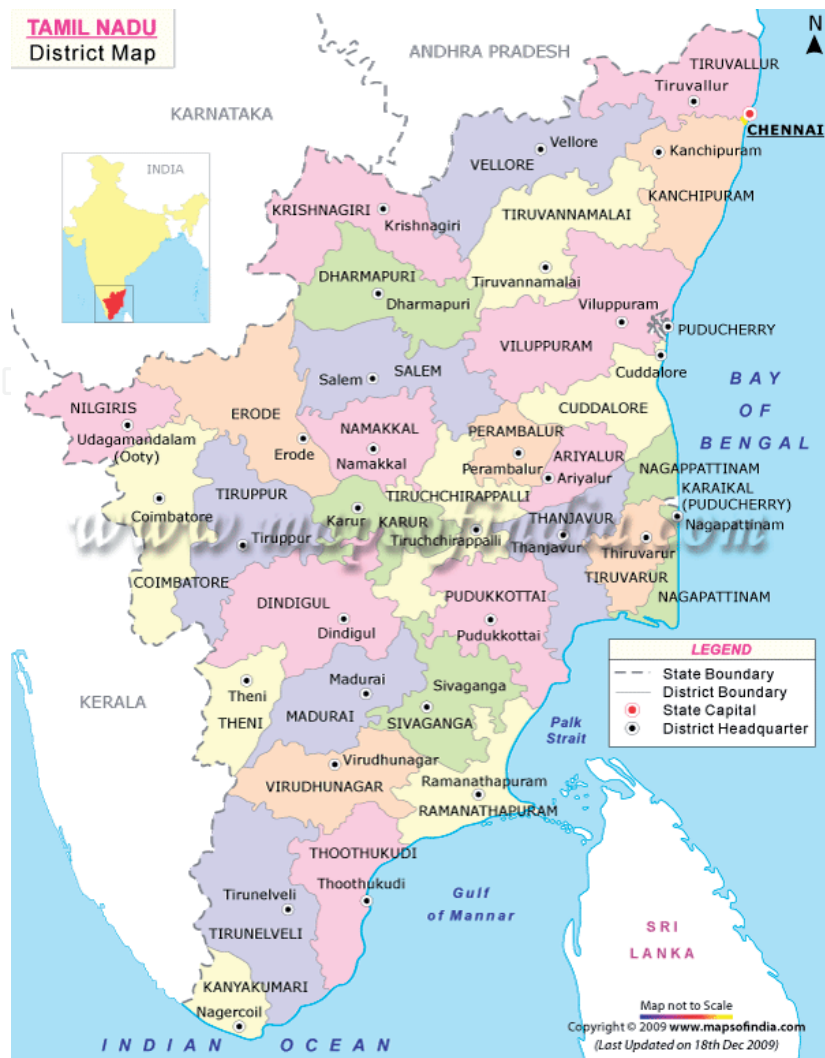 TAMIL NADU
District Map
N
ANDHRA PRADESH
KARNATAKA
INDIA
TIRUVALLUR
Tiruvallur
CHENNAI
Vellore
VELLORE
Kanchipuram
KANCHIPURAM
KRISHNAGIRI
Krishnagiri
TIRUVANNAMALAI
Tiruvannamalai
DHARMAPURI
Dharmapuri
Viluppuram
VILUPPURAM
PUDUCHERRY
Cuddalore
CUDDALORE
SALEM
Salem
BAY
OF
BENGAL
NILGIRIS
Udagamandalam
(Ooty)
ERODE
Erode
NAMAKKAL
Namakkal
PERAMBALUR
Perambalur
ARIYALUR
Ariyalur
NAGAPPATTINAM
KARAIKAL
(PUDUCHERRY)
Nagapattinam
Coimbatore
COIMBATORE
TIRUPPUR
Tiruppur
Karur
KARUR
TIRUCHCHIRAPPALLI
Tiruchchirappalli
THANJAVUR
Thanjavur
Thiruvarur
TIRUVARUR
NAGAPATTINAM
www.mapsofindia.com
DINDIGUL
Dindigul
PUDUKKOTTAI
Pudukkottai
KERALA
Theni
THENI
Madurai
MADURAI
Sivaganga
SIVAGANGA
Palk
Strait
LEGEND
State Boundary
District Boundary
State Capital
District Headquarter
Virudhunagar
VIRUDHUNAGAR
Ramanathapuram
RAMANATHAPURAM
THOOTHUKUDI
Thoothukudi
Tirunelveli
TIRUNELVELI
Gulf
of Mannar
SRI
LANKA
KANYAKUMARI
Nagercoil
INDIAN OCEAN
Map not to Scale
Copyright © 2009 www.mapsofindia.com
(Last Updated on 18th Dec 2009)